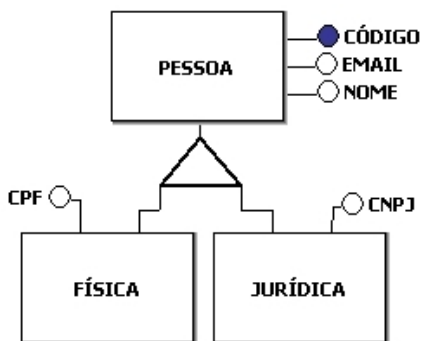 CÓDIGO
PESSOA
EMAIL
NOME
CPF
CNPJ
FÍSICA
JURÍDICA